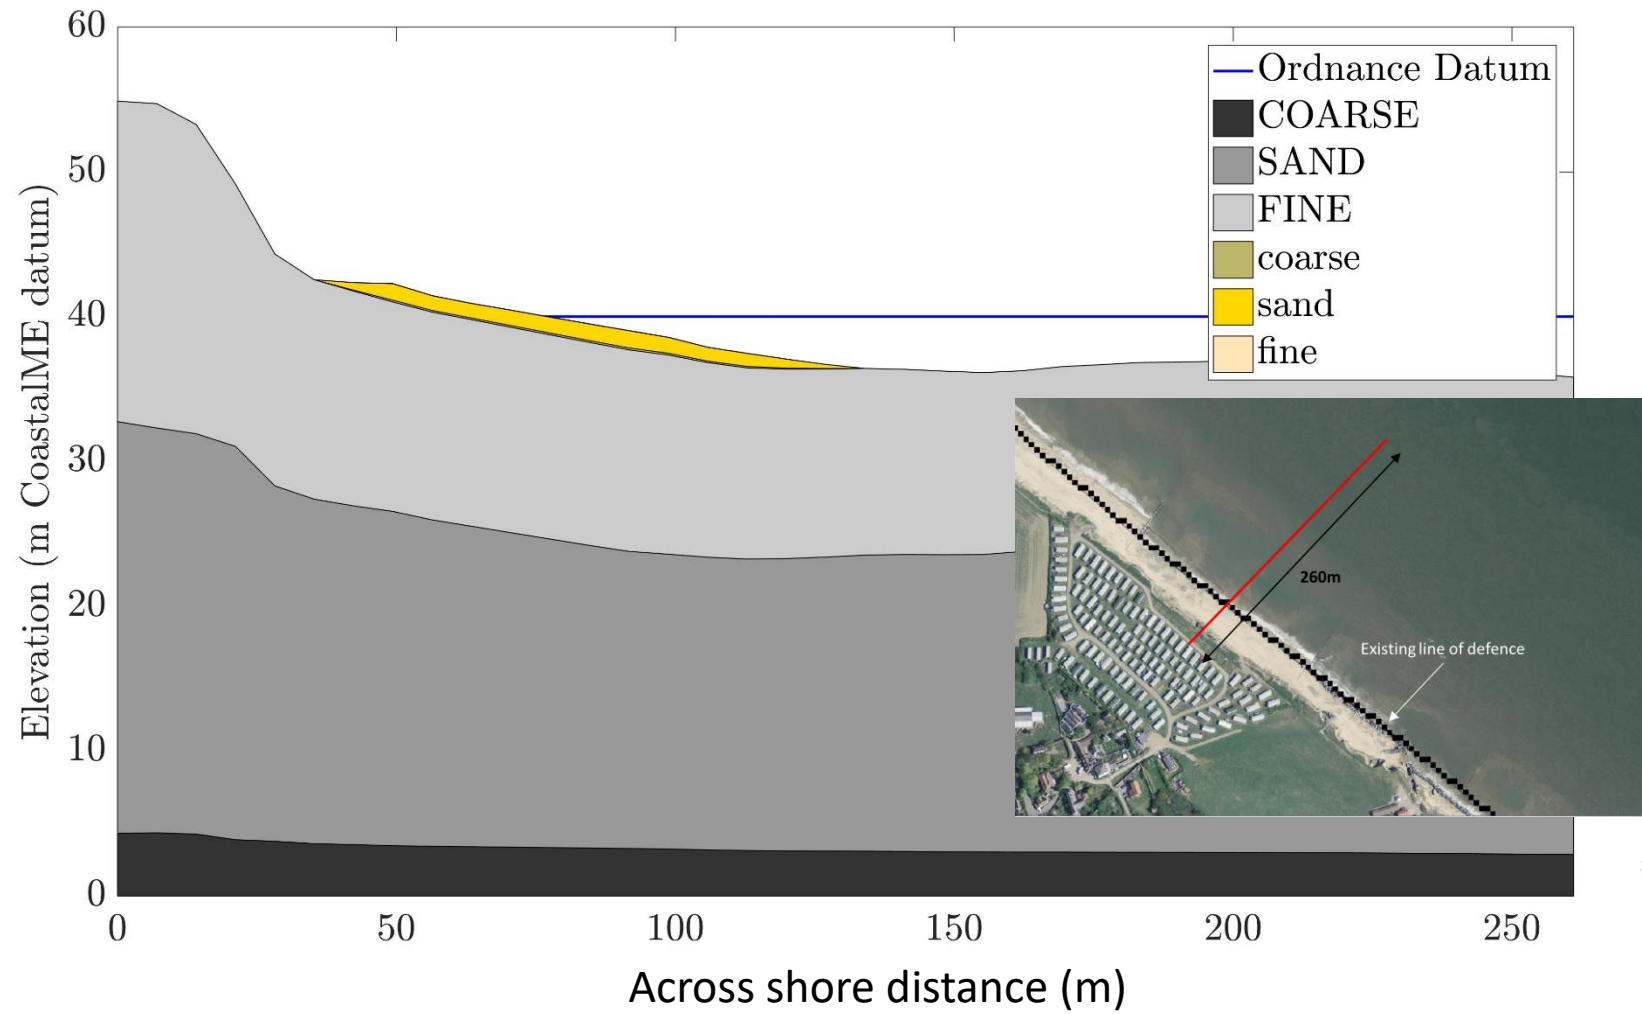 60
50
40
30
20
10
0
Elevation (m CoastalME datum)
Ordnance Datum
COARSE
SAND
FINE
coarse
sand
fine
260m
Existing line of defence
0 50 100 150 200 250
Across shore distance (m)